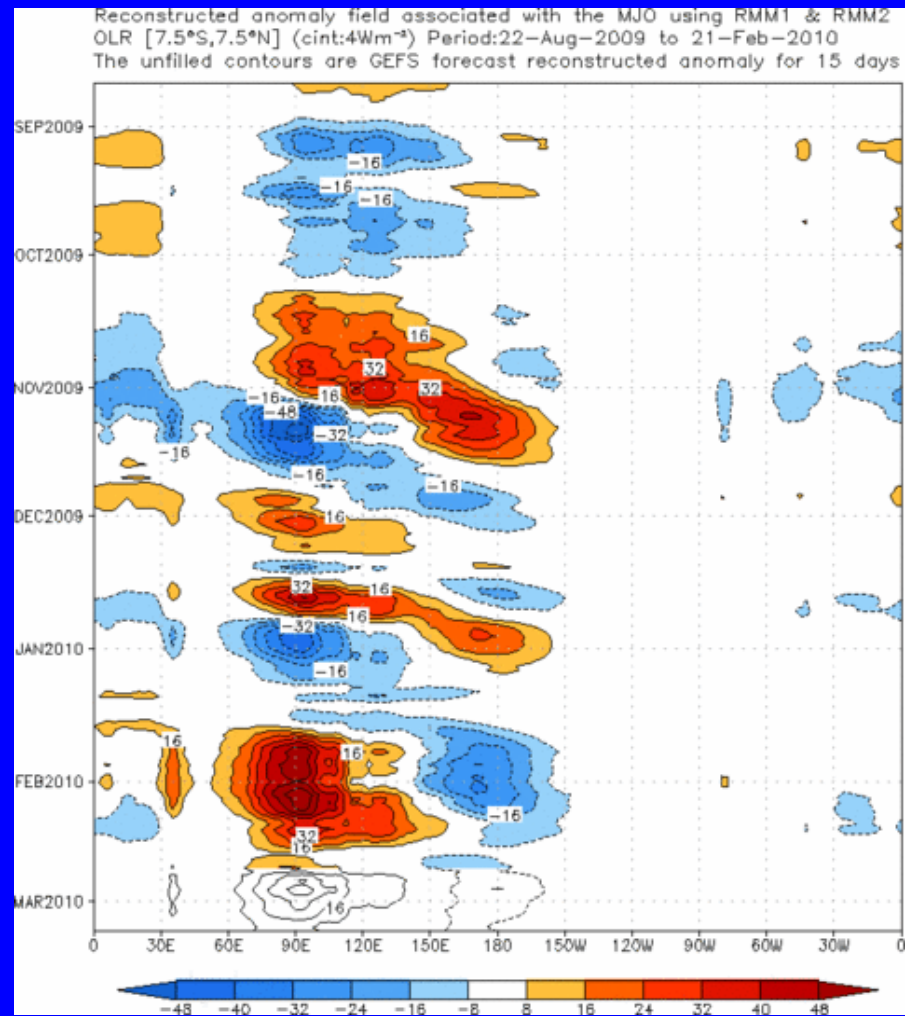 Reconstructed anomaly field associated with the MJO using RMM1 & RMM2
OLR [7.5°S,7.5°N] (cint:4Wm⁻²) Period:22-Aug-2009 to 21-Feb-2010
The unfilled contours are GEFS forecast reconstructed anomaly for 15 days
SEP2009
-16
-16
-16
OCT2009
16
32
NOV2009
-16
16
32
-48
-32
-16
-16
-16
DEC2009
16
32
16
16
-32
JAN2010
-16
16
16
FEB2010
-16
32
16
MAR2010
16
0 30E 60E 90E 120E 150E 180 150W 120W 90W 60W 30W 0
-48 -40 -32 -24 -16 -8 8 16 24 32 40 48